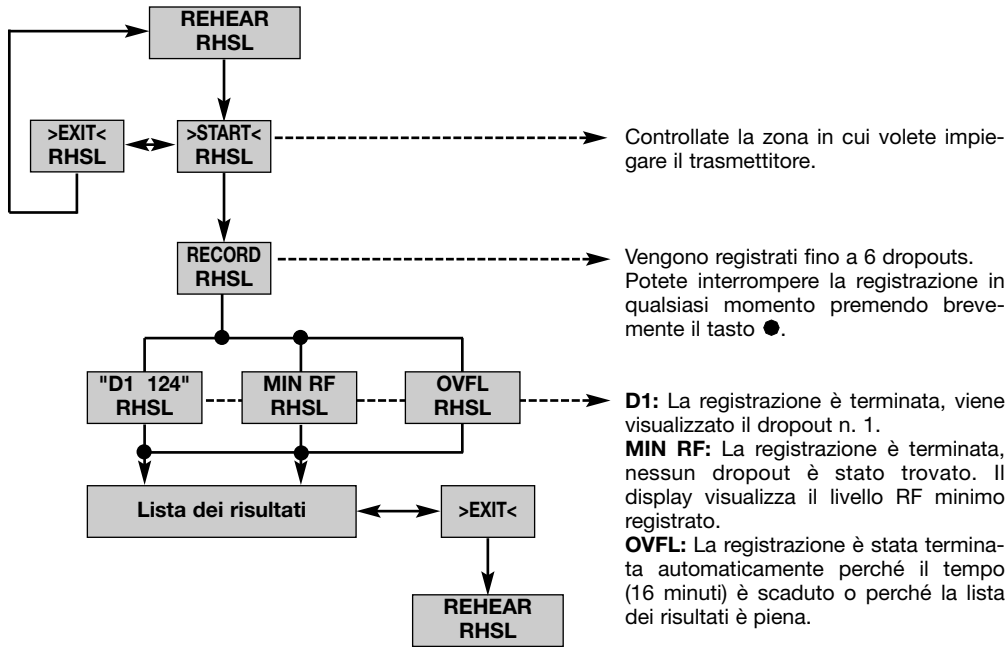 REHEAR
RHSL
>EXIT<
RHSL
>START<
RHSL
Controllate la zona in cui volete impie-
gare il trasmettitore.
RECORD
RHSL
Vengono registrati fino a 6 dropouts.
Potete interrompere la registrazione in
qualsiasi momento premendo breve-
mente il tasto ●.
"D1 124"
RHSL
MIN RF
RHSL
OVFL
RHSL
D1: La registrazione è terminata, viene
visualizzato il dropout n. 1.
MIN RF: La registrazione è terminata,
nessun dropout è stato trovato. Il
display visualizza il livello RF minimo
registrato.
OVFL: La registrazione è stata termina-
ta automaticamente perché il tempo
(16 minuti) è scaduto o perché la lista
dei risultati è piena.
Lista dei risultati
>EXIT<
REHEAR
RHSL